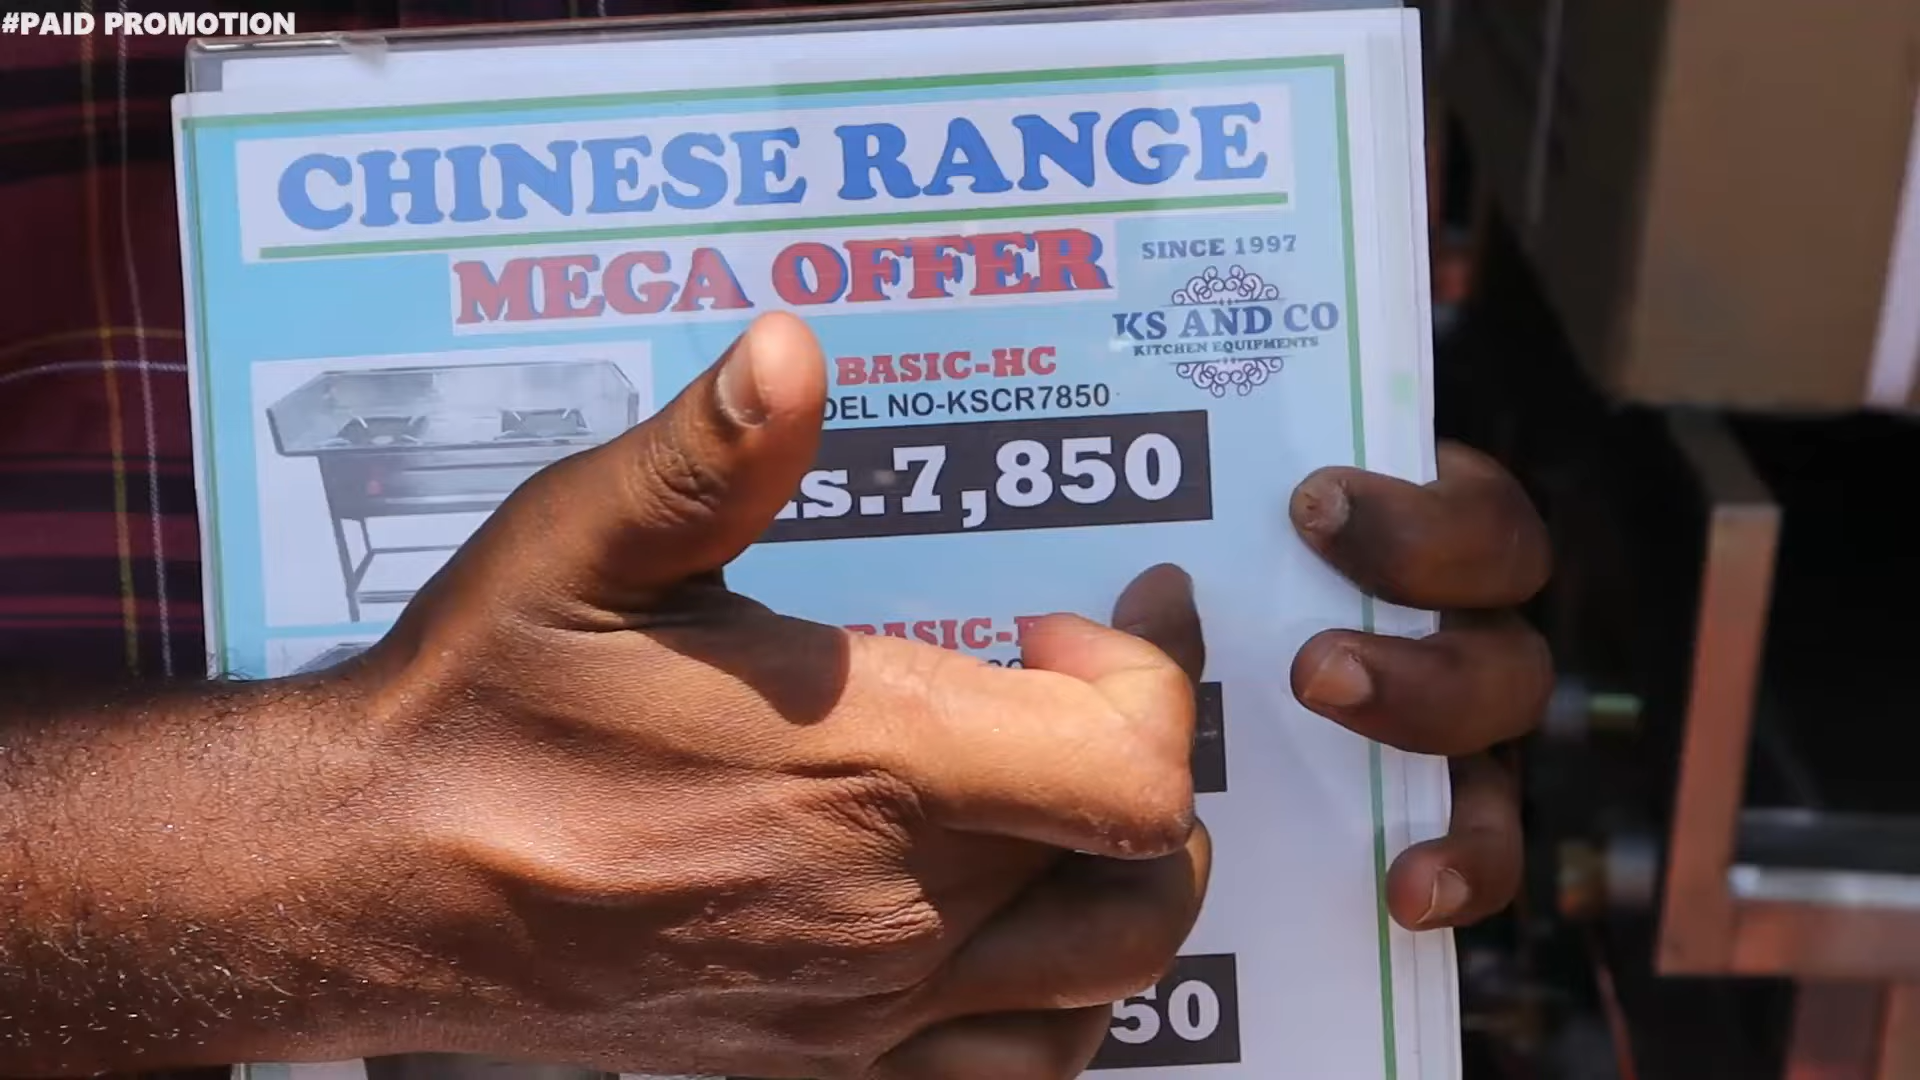 #PAID PROMOTION
CHINESE RANGE
MEGA OFFER
SINCE 1997
KS AND CO
KITCHEN EQUIPMENTS
BASIC-HC
DEL NO-KSCR7850
s.7,850
BASIC-
50